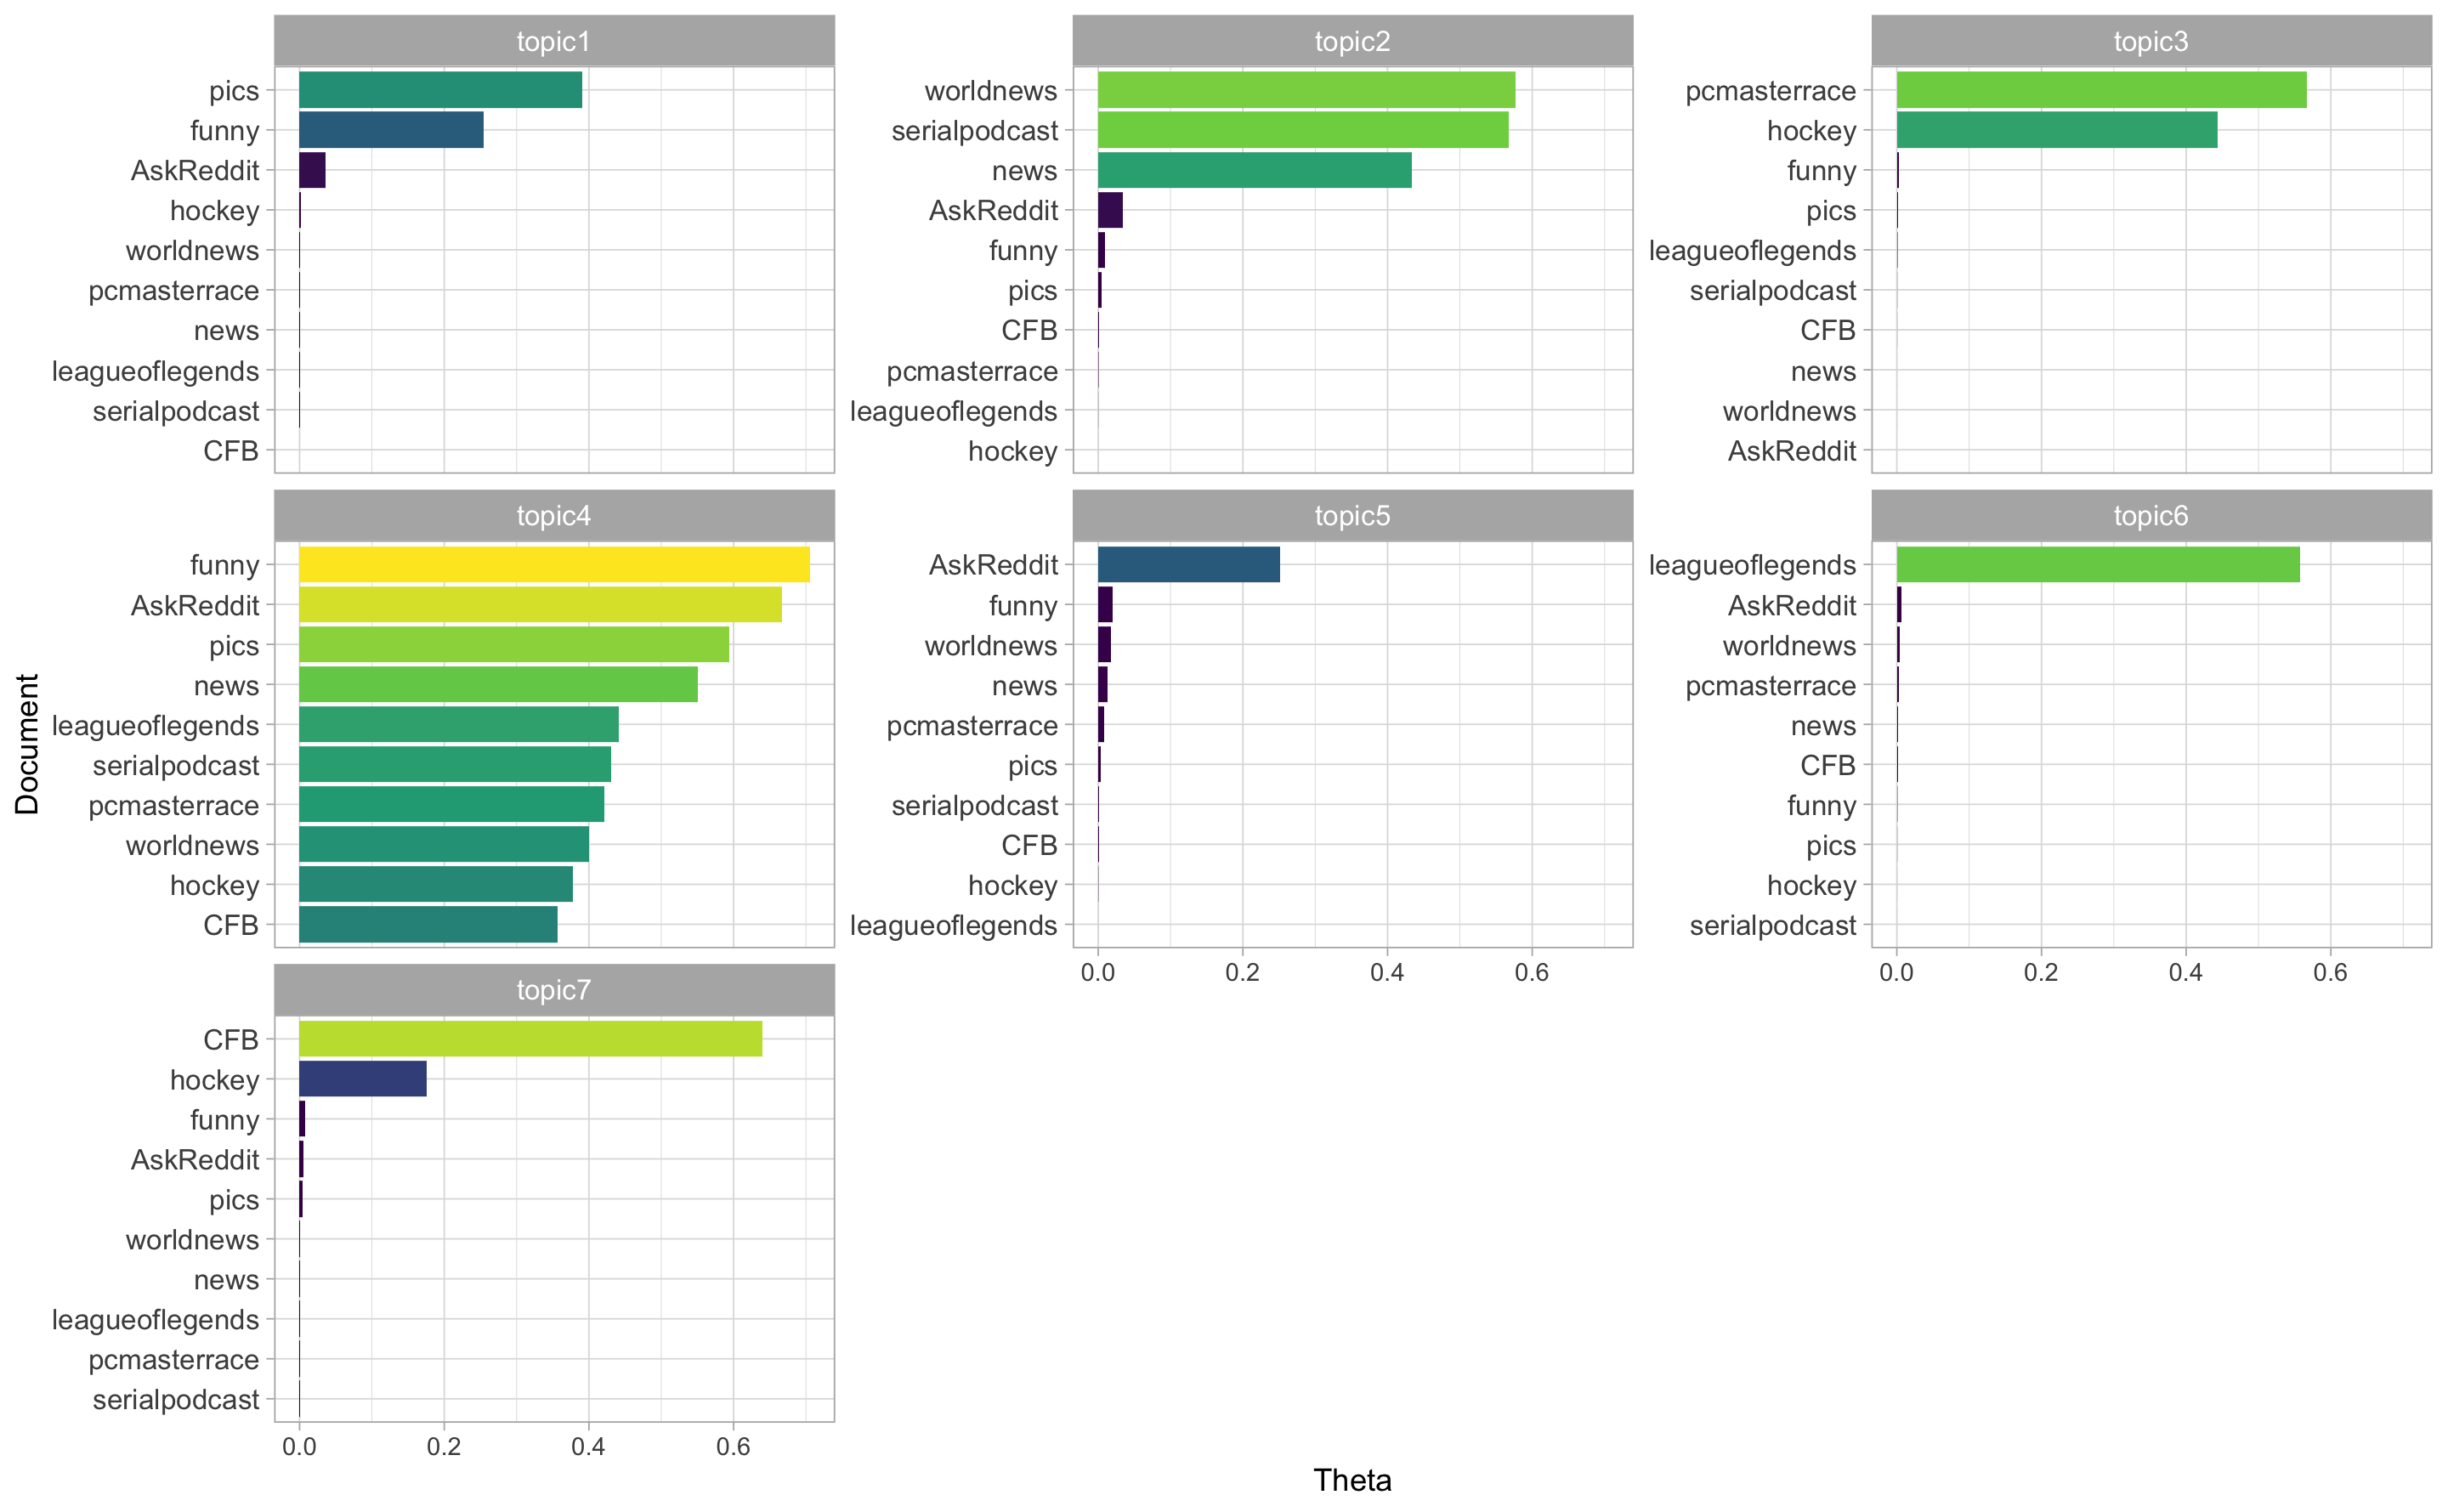 topic1
pics
funny
AskReddit
hockey
worldnews
pcmasterrace
news
leagueoflegends
serialpodcast
CFB
topic2
worldnews
serialpodcast
news
AskReddit
funny
pics
CFB
pcmasterrace
leagueoflegends
hockey
topic3
pcmasterrace
hockey
funny
pics
leagueoflegends
serialpodcast
CFB
news
worldnews
AskReddit
Document
topic4
funny
AskReddit
pics
news
leagueoflegends
serialpodcast
pcmasterrace
worldnews
hockey
CFB
topic5
AskReddit
funny
worldnews
news
pcmasterrace
pics
serialpodcast
CFB
hockey
leagueoflegends
0.0 0.2 0.4 0.6
topic6
leagueoflegends
AskReddit
worldnews
pcmasterrace
news
CFB
funny
pics
hockey
serialpodcast
0.0 0.2 0.4 0.6
topic7
CFB
hockey
funny
AskReddit
pics
worldnews
news
leagueoflegends
pcmasterrace
serialpodcast
0.0 0.2 0.4 0.6
Theta